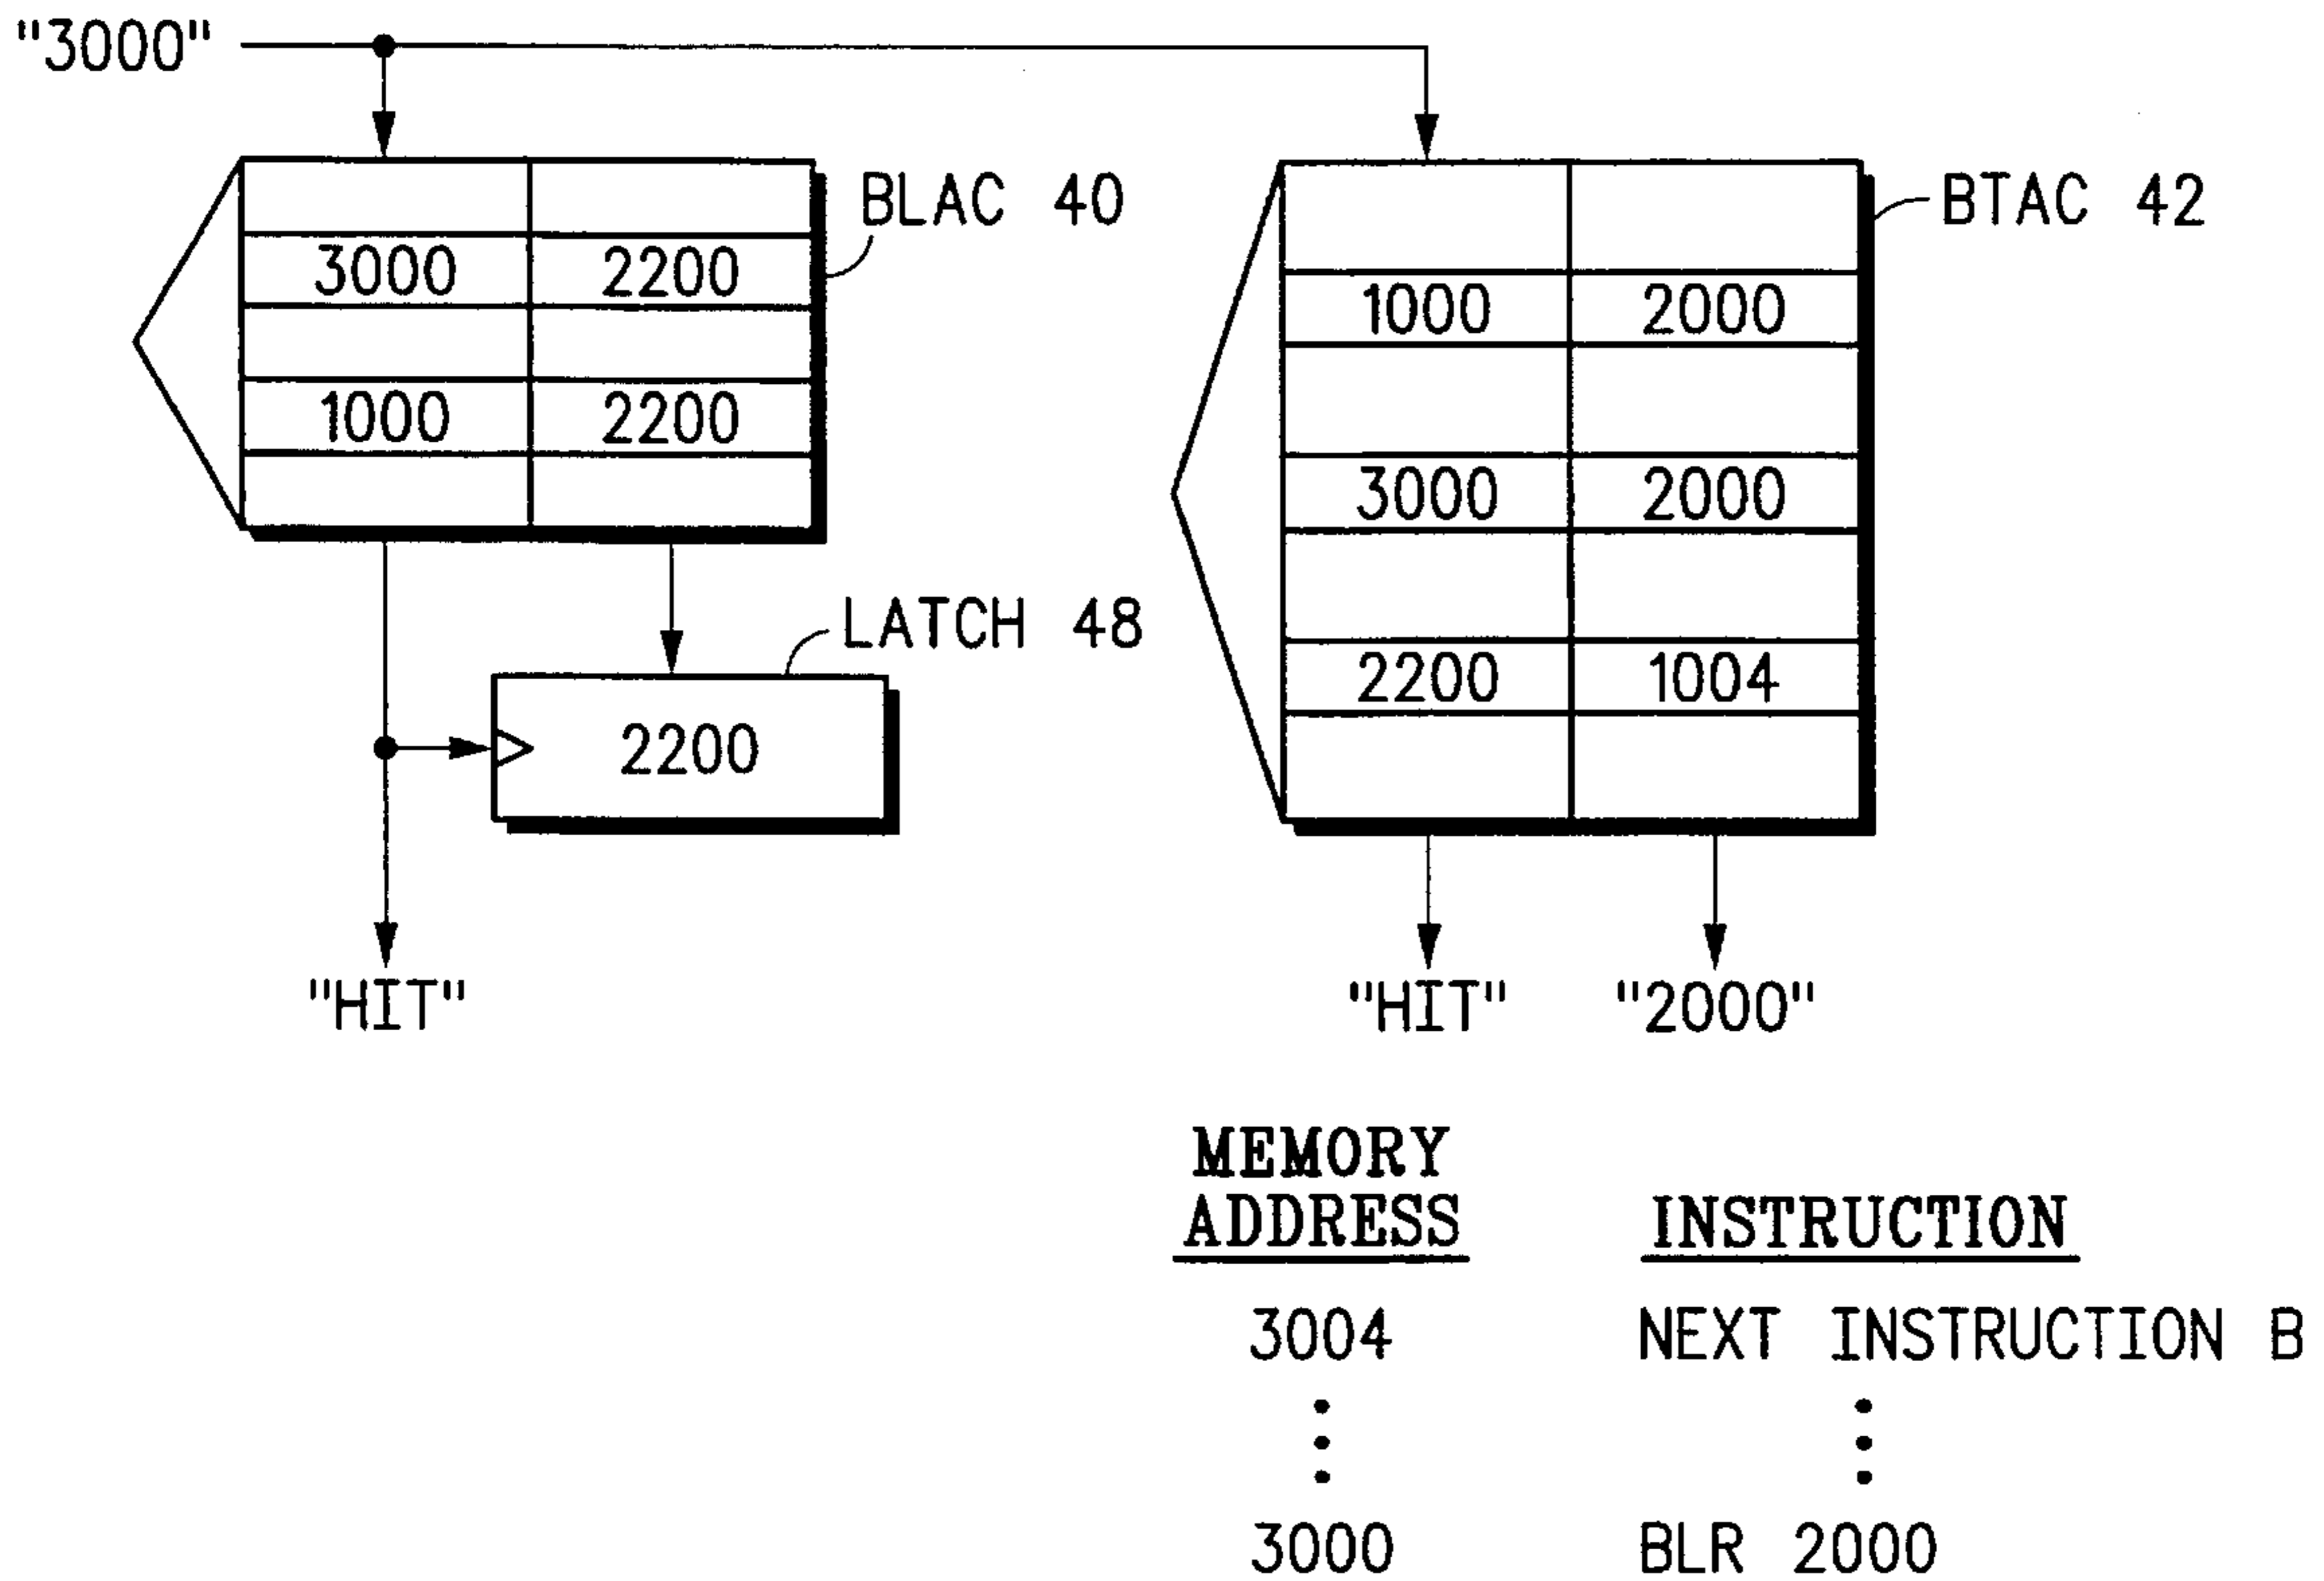 "3000"
BLAC 40
3000 2200
1000 2200
LATCH 48
2200
"HIT"
BTAC 42
1000 2000
3000 2000
2200 1004
"HIT" "2000"
MEMORY
ADDRESS INSTRUCTION
3004 NEXT INSTRUCTION B
3000 BLR 2000